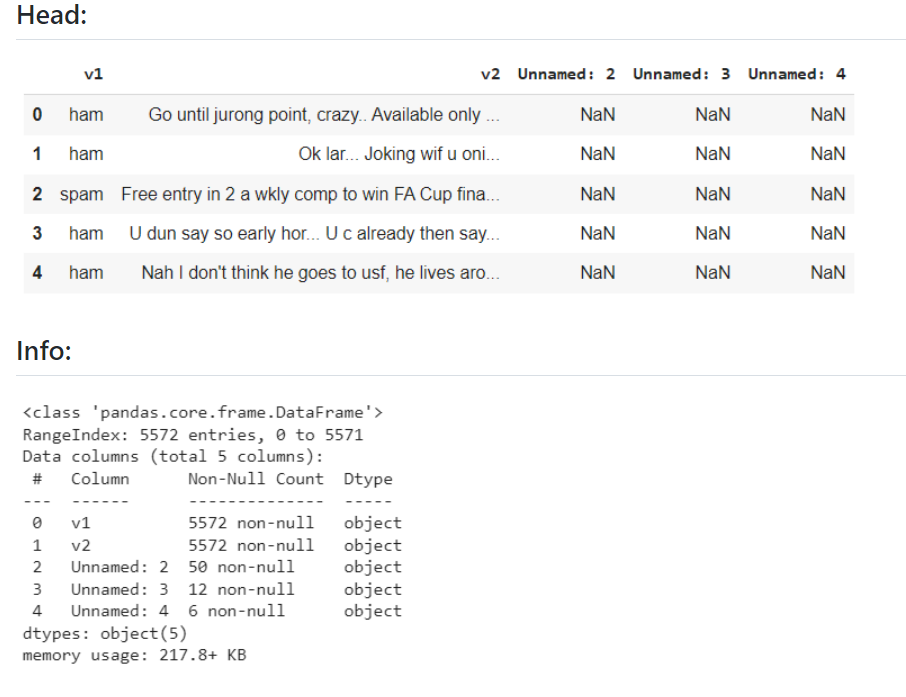 Head:
v1 v2 Unnamed: 2 Unnamed: 3 Unnamed: 4
0 ham Go until jurong point, crazy.. Available only ... NaN NaN NaN
1 ham Ok lar... Joking wif u oni... NaN NaN NaN
2 spam Free entry in 2 a wkly comp to win FA Cup fina... NaN NaN NaN
3 ham U dun say so early hor... U c already then say... NaN NaN NaN
4 ham Nah I don't think he goes to usf, he lives aro... NaN NaN NaN
Info:
<class 'pandas.core.frame.DataFrame'>
RangeIndex: 5572 entries, 0 to 5571
Data columns (total 5 columns):
# Column Non-Null Count Dtype
--- ------ -------------- -----
0 v1 5572 non-null object
1 v2 5572 non-null object
2 Unnamed: 2 50 non-null object
3 Unnamed: 3 12 non-null object
4 Unnamed: 4 6 non-null object
dtypes: object(5)
memory usage: 217.8+ KB